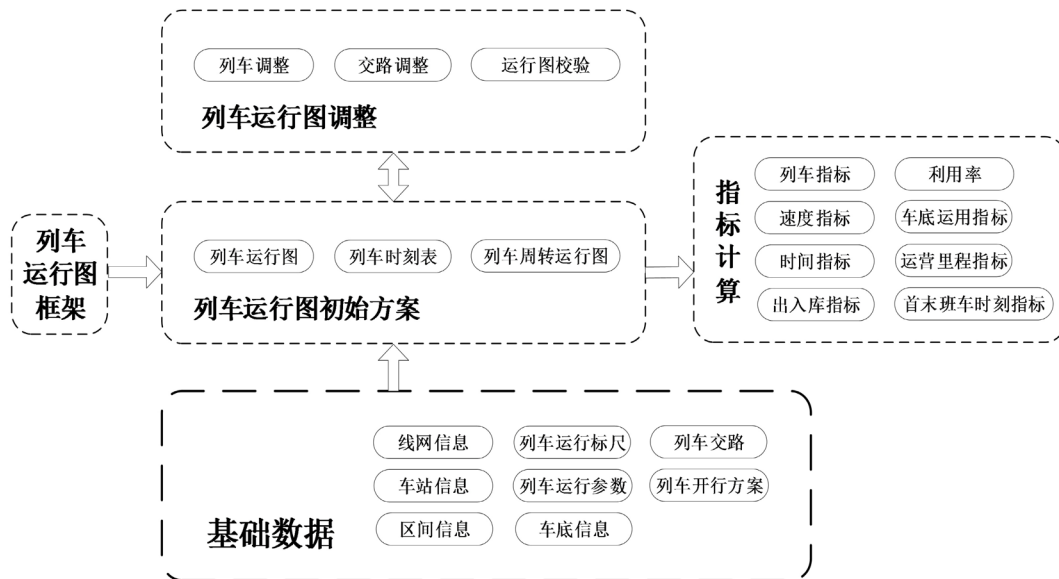 列车调整
交路调整
运行图校验
列车运行图调整
列车
运行图
框架
列车运行图
列车时刻表
列车周转运行图
列车运行图初始方案
指标计算
列车指标
利用率
速度指标
车底运用指标
时间指标
运营里程指标
出入库指标
首末班车时刻指标
线网信息
列车运行标尺
列车交路
车站信息
列车运行参数
列车开行方案
区间信息
车底信息
基础数据